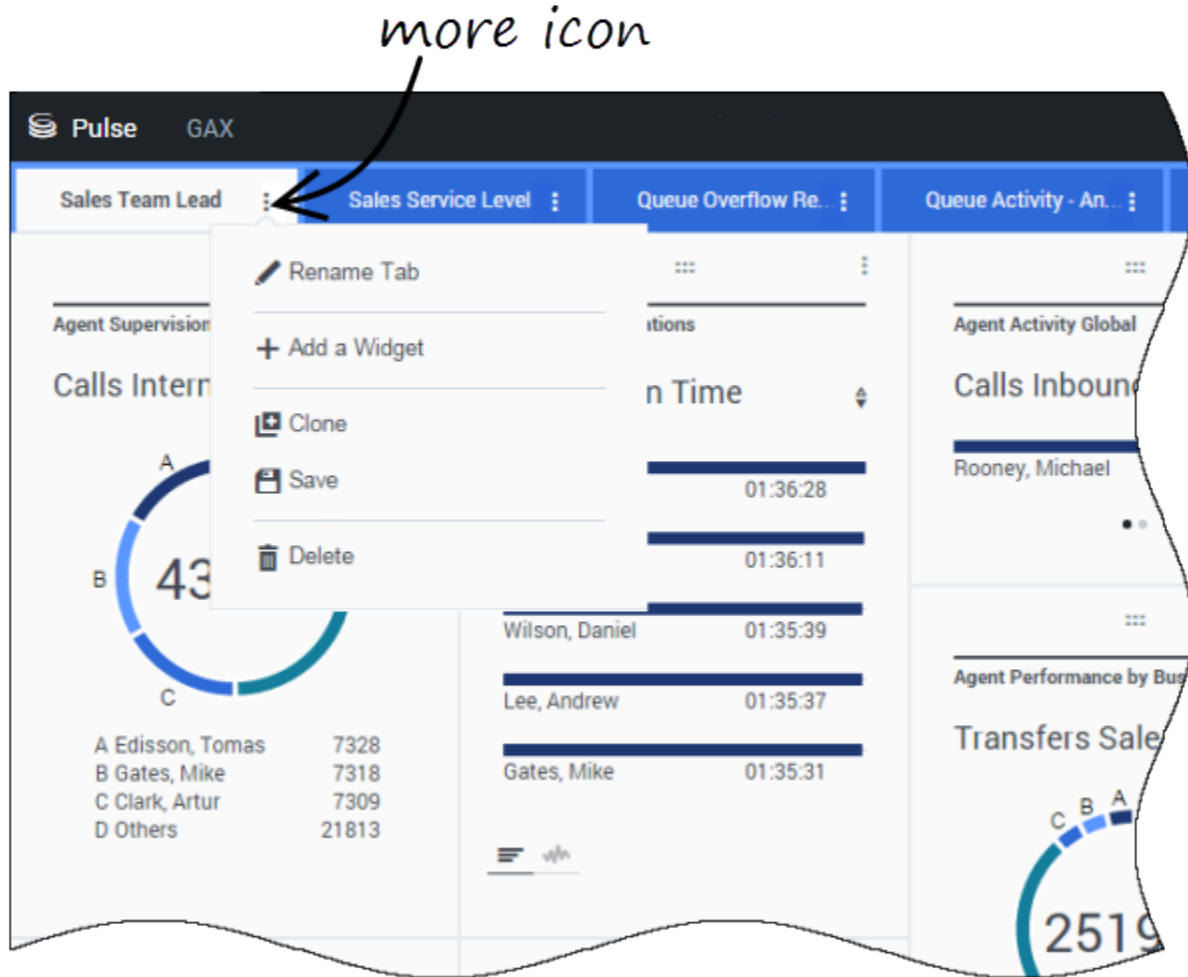 more icon
Pulse GAX
Sales Team Lead
Sales Service Level
Queue Overflow Re...
Queue Activity - An...
Rename Tab
Add a Widget
Clone
Save
Delete
Agent Supervision
Calls Intern
A
B
43
C
A Edisson, Tomas 7328
B Gates, Mike 7318
C Clark, Artur 7309
D Others 21813
ations
n Time
01:36:28
01:36:11
Wilson, Daniel 01:35:39
Lee, Andrew 01:35:37
Gates, Mike 01:35:31
Agent Activity Global
Calls Inboun
Rooney, Michael
Agent Performance by Bus
Transfers Sale
C B A
2519